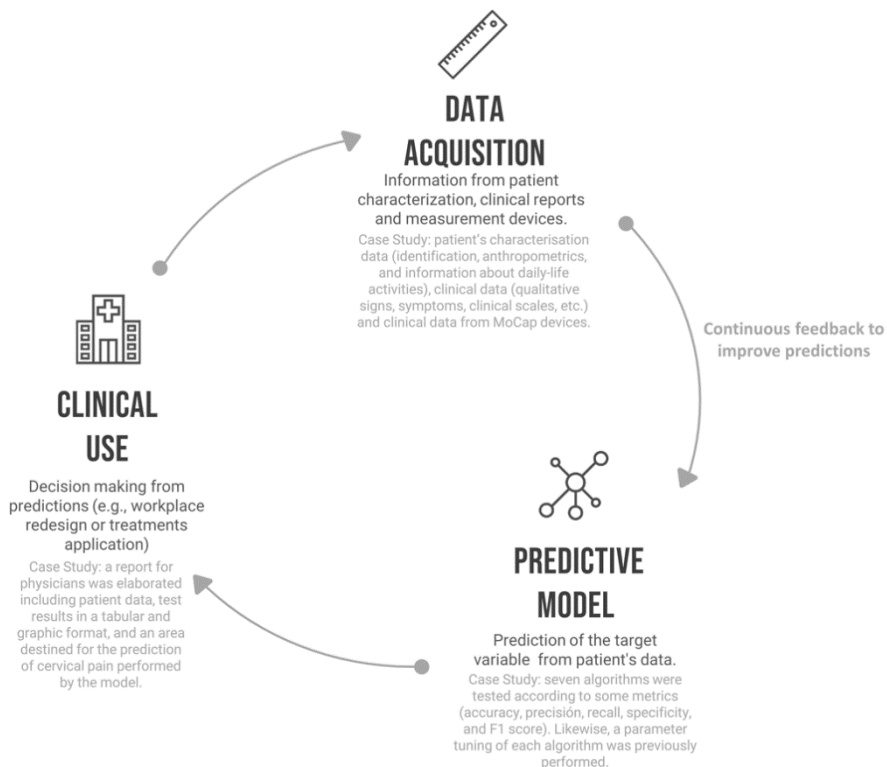 DATA
ACQUISITION
Information from patient
characterization, clinical reports
and measurement devices.
Case Study: patient's characterisation
data (identification, anthropometrics,
and information about daily-life
activities), clinical data (qualitative
signs, symptoms, clinical scales, etc.)
and clinical data from MoCap devices.
Continuous feedback to
improve predictions
PREDICTIVE
MODEL
Prediction of the target
variable from patient's data.
Case Study: seven algorithms were
tested according to some metrics
(accuracy, precisión, recall, specificity,
and F1 score). Likewise, a parameter
tuning of each algorithm was previously
performed.
CLINICAL
USE
Decision making from
predictions (e.g., workplace
redesign or treatments
application)
Case Study: a report for
physicians was elaborated
including patient data, test
results in a tabular and
graphic format, and an area
destined for the prediction
of cervical pain performed
by the model.